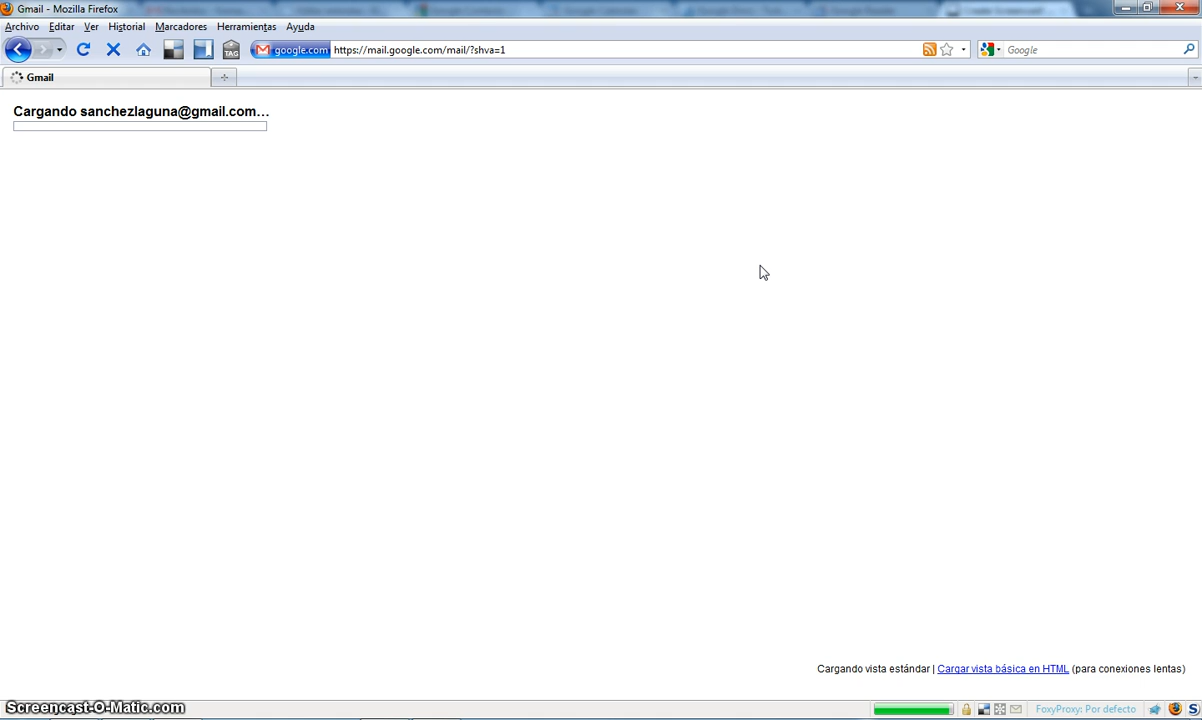 Gmail - Mozilla Firefox
Archivo Editar Ver Historial Marcadores Herramientas Ayuda
TAG google.com https://mail.google.com/mail/?shva=1 Google
Gmail
Cargando sanchezlaguna@gmail.com...
Cargando vista estándar | Cargar vista básica en HTML (para conexiones lentas)
Screencast-O-Matic.com FoxyProxy: Por defecto S